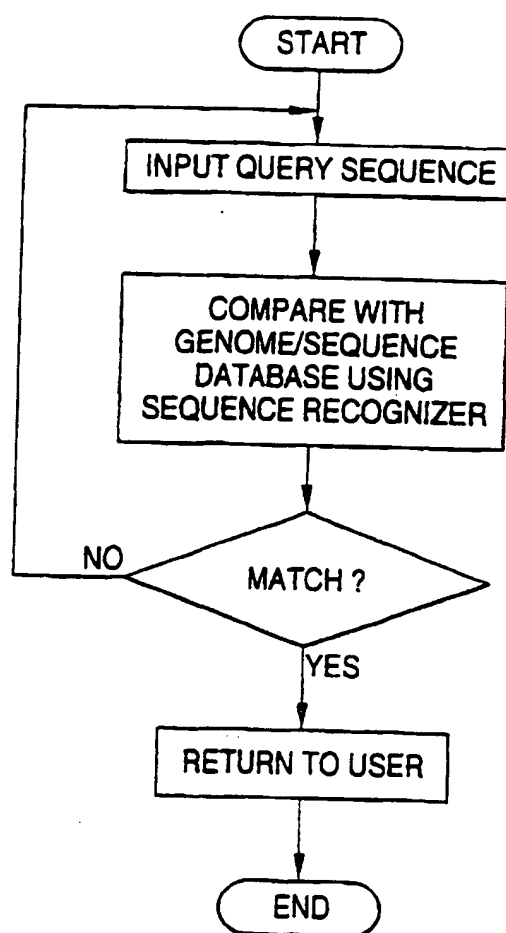 START
INPUT QUERY SEQUENCE
COMPARE WITH
GENOME/SEQUENCE
DATABASE USING
SEQUENCE RECOGNIZER
NO
MATCH ?
YES
RETURN TO USER
END